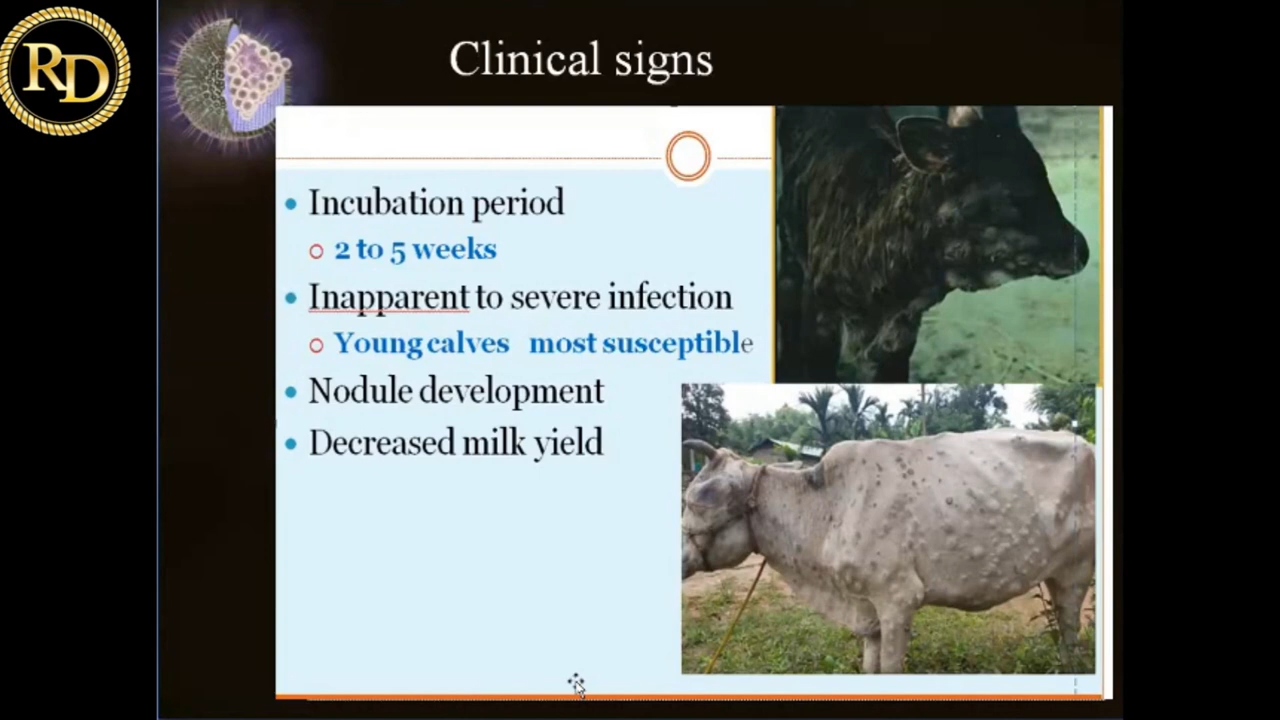 RD
Clinical signs
Incubation period
2 to 5 weeks
Inapparent to severe infection
Young calves most susceptible
Nodule development
Decreased milk yield